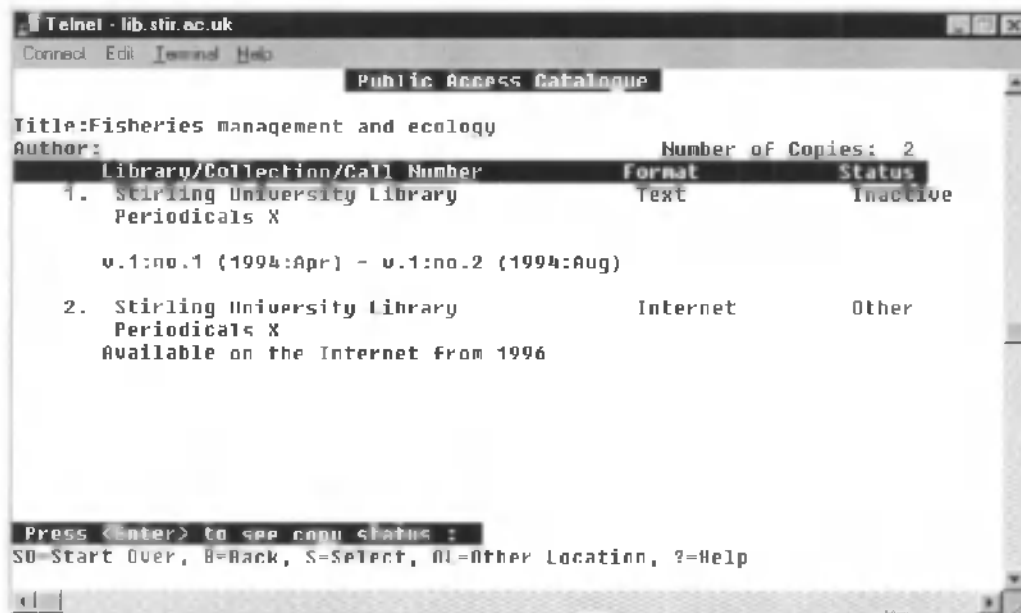 Telnet - lib.stir.ac.uk
Connect Edit Terminal Help
Public Access Catalogue
Title:Fisheries management and ecology
Author: Number of Copies: 2
Library/Collection/Call Number Format Status
1. Stirling University Library Text Inactive
Periodicals X
v.1:no.1 (1994:Apr) - v.1:no.2 (1994:Aug)
2. Stirling University Library Internet Other
Periodicals X
Available on the Internet from 1996
Press <Enter> to see copy status :
SO=Start Over, B=Back, S=Select, OL=Other Location, ?=Help